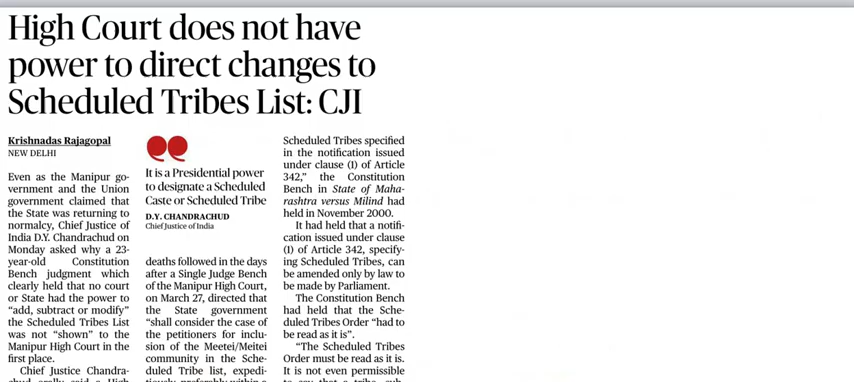 High Court does not have
power to direct changes to
Scheduled Tribes List: CJI
Krishnadas Rajagopal
NEW DELHI
Even as the Manipur go-
vernment and the Union
government claimed that
the State was returning to
normalcy, Chief Justice of
India D.Y. Chandrachud on
Monday asked why a 23-
year-old Constitution
Bench judgment which
clearly held that no court
or State had the power to
“add, subtract or modify”
the Scheduled Tribes List
was not “shown” to the
Manipur High Court in the
first place.
Chief Justice Chandra-
It is a Presidential power
to designate a Scheduled
Caste or Scheduled Tribe
D.Y. CHANDRACHUD
Chief Justice of India
deaths followed in the days
after a Single Judge Bench
of the Manipur High Court,
on March 27, directed that
the State government
“shall consider the case of
the petitioners for inclu-
sion of the Meetei/Meitei
community in the Sche-
duled Tribe list, expedi-
Scheduled Tribes specified
in the notification issued
under clause (1) of Article
342,” the Constitution
Bench in State of Maha-
rashtra versus Milind had
held in November 2000.
It had held that a notifi-
cation issued under clause
(1) of Article 342, specify-
ing Scheduled Tribes, can
be amended only by law to
be made by Parliament.
The Constitution Bench
had held that the Sche-
duled Tribes Order “had to
be read as it is”.
“The Scheduled Tribes
Order must be read as it is.
It is not even permissible